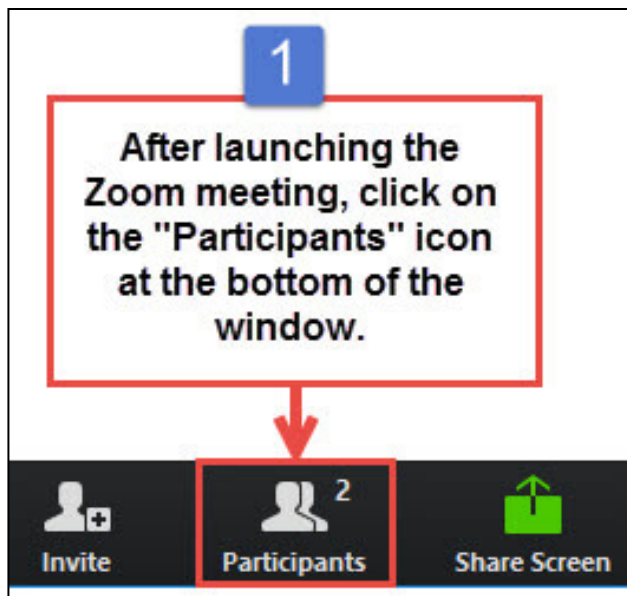 1
After launching the
Zoom meeting, click on
the "Participants" icon
at the bottom of the
window.
2
Invite
Participants
Share Screen